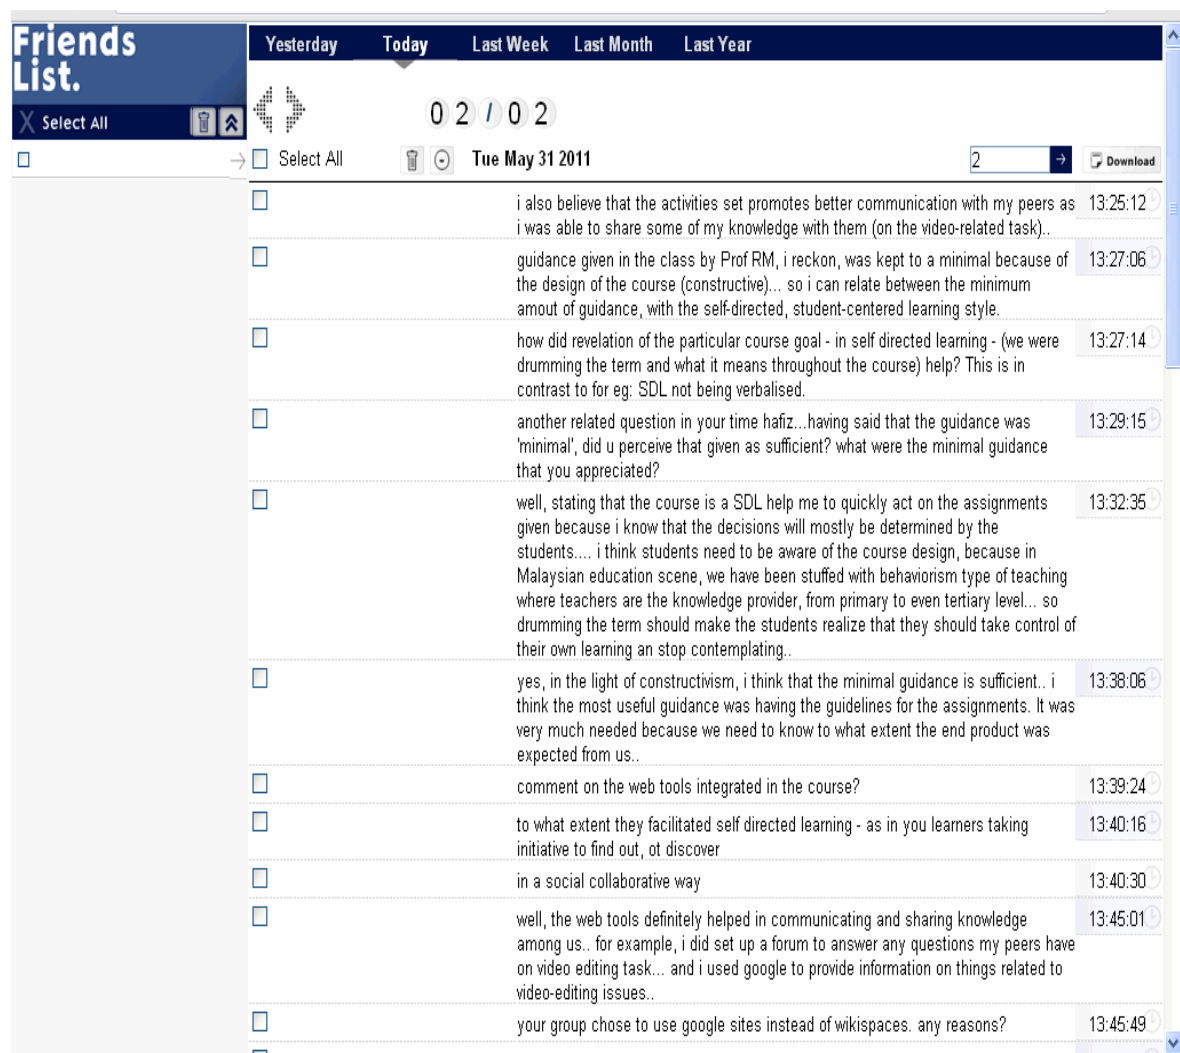 Friends
List.
X Select All
Yesterday Today Last Week Last Month Last Year
0 2 / 0 2
Select All Tue May 31 2011 2 Download
i also believe that the activities set promotes better communication with my peers as 13:25:12
i was able to share some of my knowledge with them (on the video-related task)..
guidance given in the class by Prof RM, i reckon, was kept to a minimal because of 13:27:06
the design of the course (constructive)... so i can relate between the minimum
amout of guidance, with the self-directed, student-centered learning style.
how did revelation of the particular course goal - in self directed learning - (we were 13:27:14
drumming the term and what it means throughout the course) help? This is in
contrast to for eg: SDL not being verbalised.
another related question in your time hafiz...having said that the guidance was 13:29:15
'minimal', did u perceive that given as sufficient? what were the minimal guidance
that you appreciated?
well, stating that the course is a SDL help me to quickly act on the assignments 13:32:35
given because i know that the decisions will mostly be determined by the
students.... i think students need to be aware of the course design, because in
Malaysian education scene, we have been stuffed with behaviorism type of teaching
where teachers are the knowledge provider, from primary to even tertiary level... so
drumming the term should make the students realize that they should take control of
their own learning an stop contemplating..
yes, in the light of constructivism, i think that the minimal guidance is sufficient.. i 13:38:06
think the most useful guidance was having the guidelines for the assignments. It was
very much needed because we need to know to what extent the end product was
expected from us..
comment on the web tools integrated in the course? 13:39:24
to what extent they facilitated self directed learning - as in you learners taking 13:40:16
initiative to find out, ot discover
in a social collaborative way 13:40:30
well, the web tools definitely helped in communicating and sharing knowledge 13:45:01
among us.. for example, i did set up a forum to answer any questions my peers have
on video editing task... and i used google to provide information on things related to
video-editing issues..
your group chose to use google sites instead of wikispaces. any reasons? 13:45:49